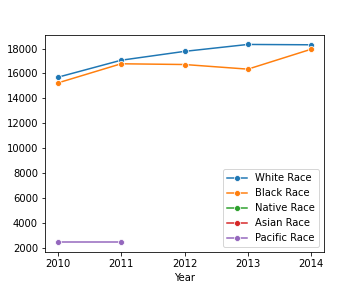 18000
16000
14000
12000
10000
8000
6000
4000
2000
White Race
Black Race
Native Race
Asian Race
Pacific Race
2010 2011 2012 2013 2014
Year